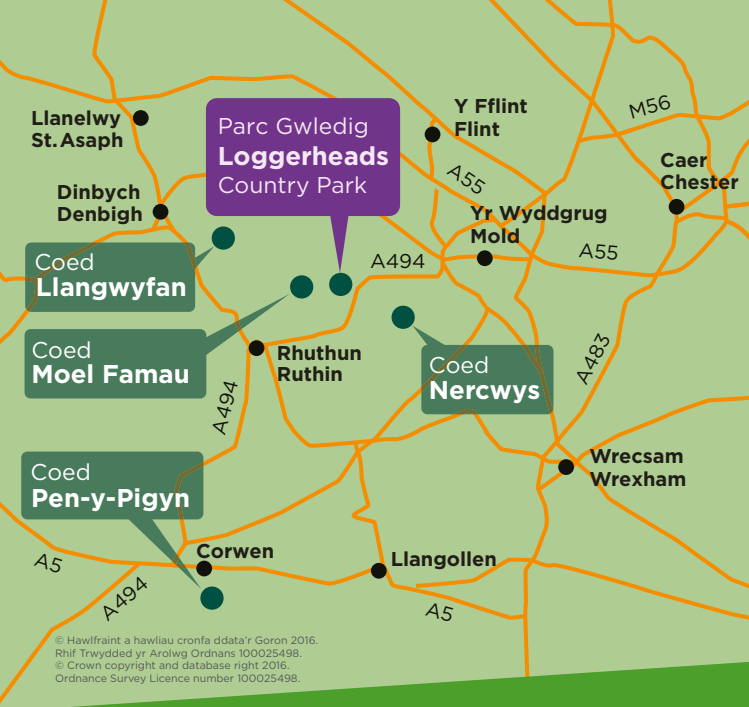 Llanelwy
St. Asaph
Parc Gwledig
Loggerheads
Country Park
Y Fflint
Flint
M56
A55
Caer
Chester
Dinbych
Denbigh
Yr Wyddgrug
Mold
A55
A494
Coed
Llangwyfan
Coed
Moel Famau
Rhuthun
Ruthin
Coed
Nercwys
A483
A494
Coed
Pen-y-Pigyn
Wrecsam
Wrexham
A5
Corwen
Llangollen
A494
A5
© Hawlfraint a hawliau cronfa ddata'r Goron 2016.
Rhif Trwydded yr Arolwg Ordnans 100025498.
© Crown copyright and database right 2016.
Ordnance Survey Licence number 100025498.